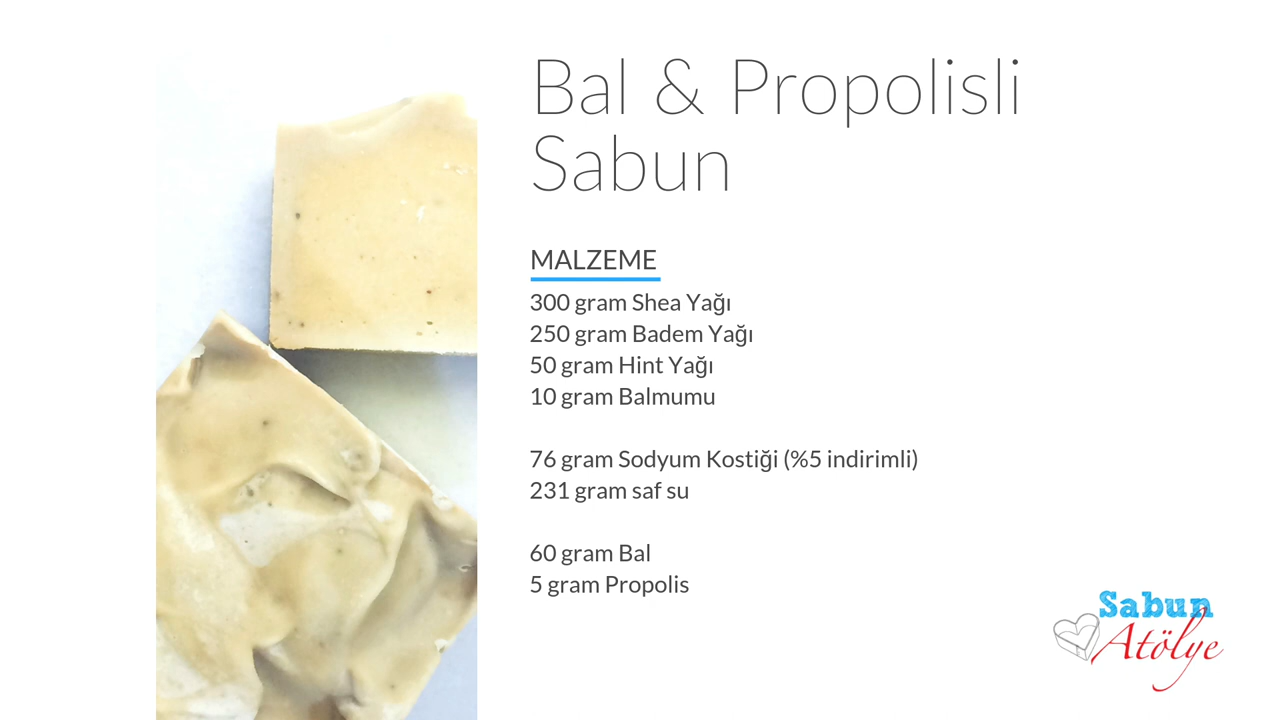 Bal & Propolisli
Sabun
MALZEME
300 gram Shea Yağı
250 gram Badem Yağı
50 gram Hint Yağı
10 gram Balmumu
76 gram Sodyum Kostiği (%5 indirimli)
231 gram saf su
60 gram Bal
5 gram Propolis
Sabun
Atölye